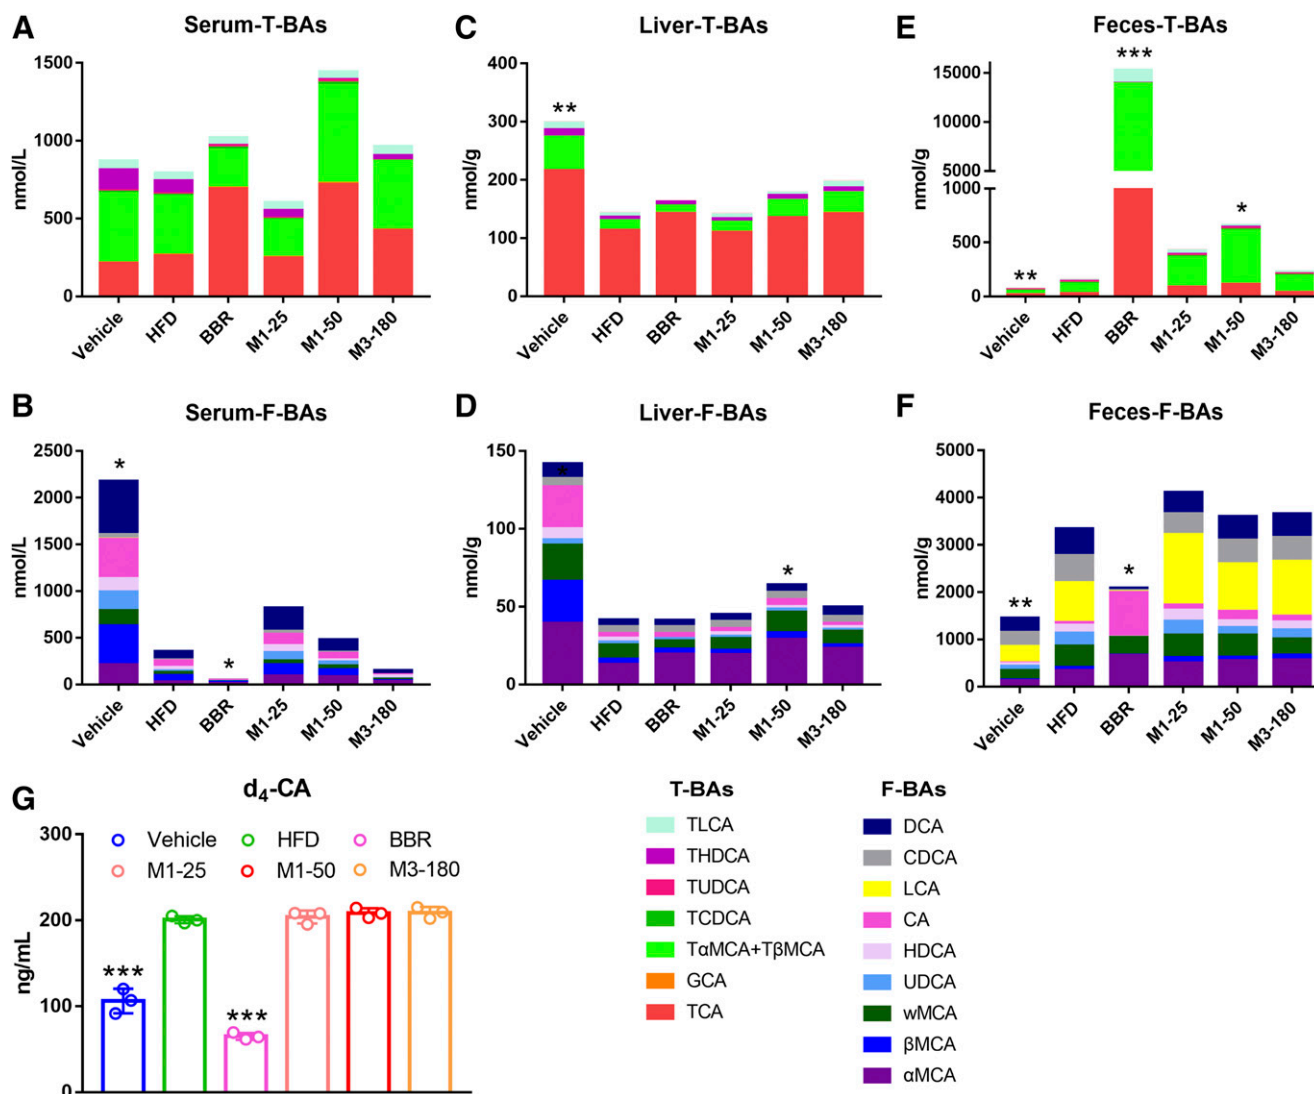 A
Serum-T-BAs
nmol/L
1500
1000
500
0
Vehicle
HFD
BBR
M1-25
M1-50
M3-180
C
Liver-T-BAs
nmol/g
400
300
200
100
0
**
Vehicle
HFD
BBR
M1-25
M1-50
M3-180
E
Feces-T-BAs
nmol/g
15000
10000
5000
1000
500
0
**
***
*
Vehicle
HFD
BBR
M1-25
M1-50
M3-180
B
Serum-F-BAs
nmol/L
2500
2000
1500
1000
500
0
*
*
Vehicle
HFD
BBR
M1-25
M1-50
M3-180
D
Liver-F-BAs
nmol/g
150
100
50
0
*
*
Vehicle
HFD
BBR
M1-25
M1-50
M3-180
F
Feces-F-BAs
nmol/g
5000
4000
3000
2000
1000
0
**
*
Vehicle
HFD
BBR
M1-25
M1-50
M3-180
G
d₄-CA
ng/mL
300
200
100
0
Vehicle HFD BBR
M1-25 M1-50 M3-180
***
***
T-BAs
TLCA
THDCA
TUDCA
TCDCA
TαMCA+TβMCA
GCA
TCA
F-BAs
DCA
CDCA
LCA
CA
HDCA
UDCA
wMCA
βMCA
αMCA